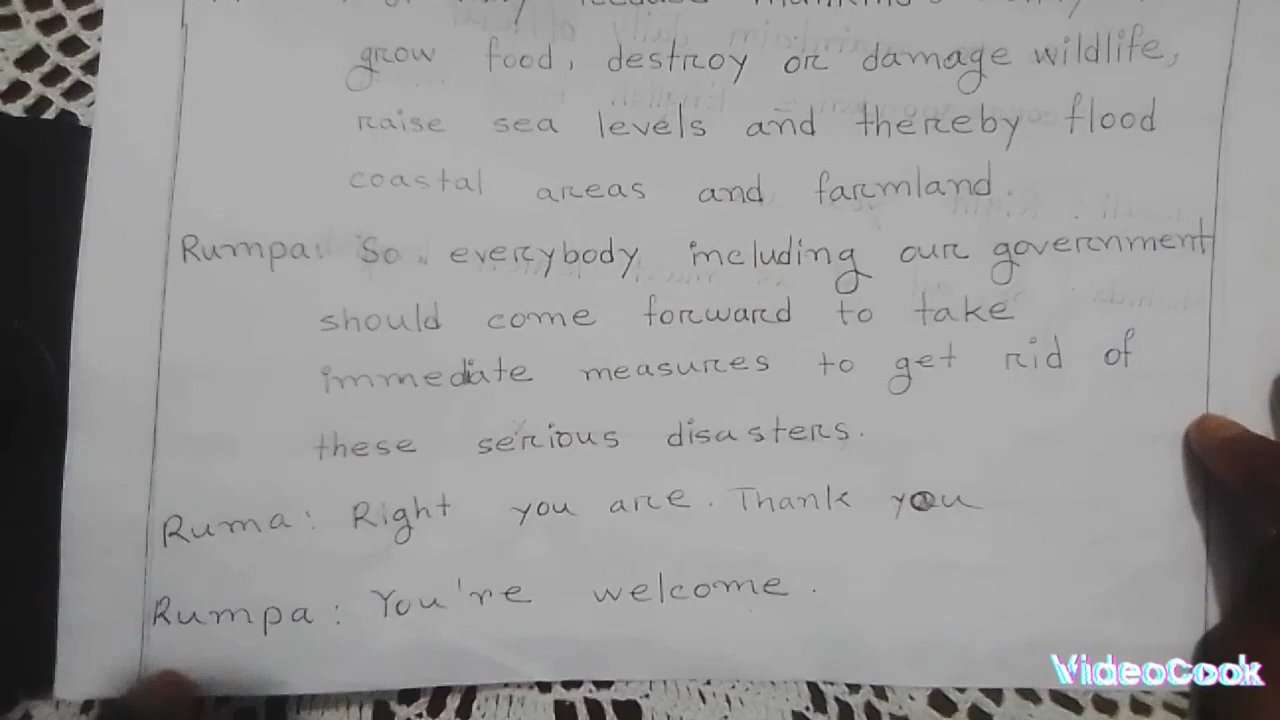 grow food, destroy or damage wildlife,
raise sea levels and thereby flood
coastal areas and farmland.
Rumpa: So, everybody, including our government
should come forward to take
immediate measures to get rid of
these serious disasters.
Ruma: Right you are. Thank you
Rumpa: You're welcome.
VideoCook